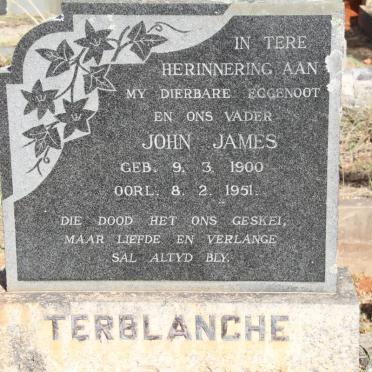 IN TERE
HERINNERING AAN
MY DIERBARE EGGENOOT
EN ONS VADER
JOHN JAMES
GEB. 9. 3. 1900
OORL. 8. 2. 1951.
DIE DOOD HET ONS GESKEI,
MAAR LIEFDE EN VERLANGE
SAL ALTYD BLY.
TERBLANCHE